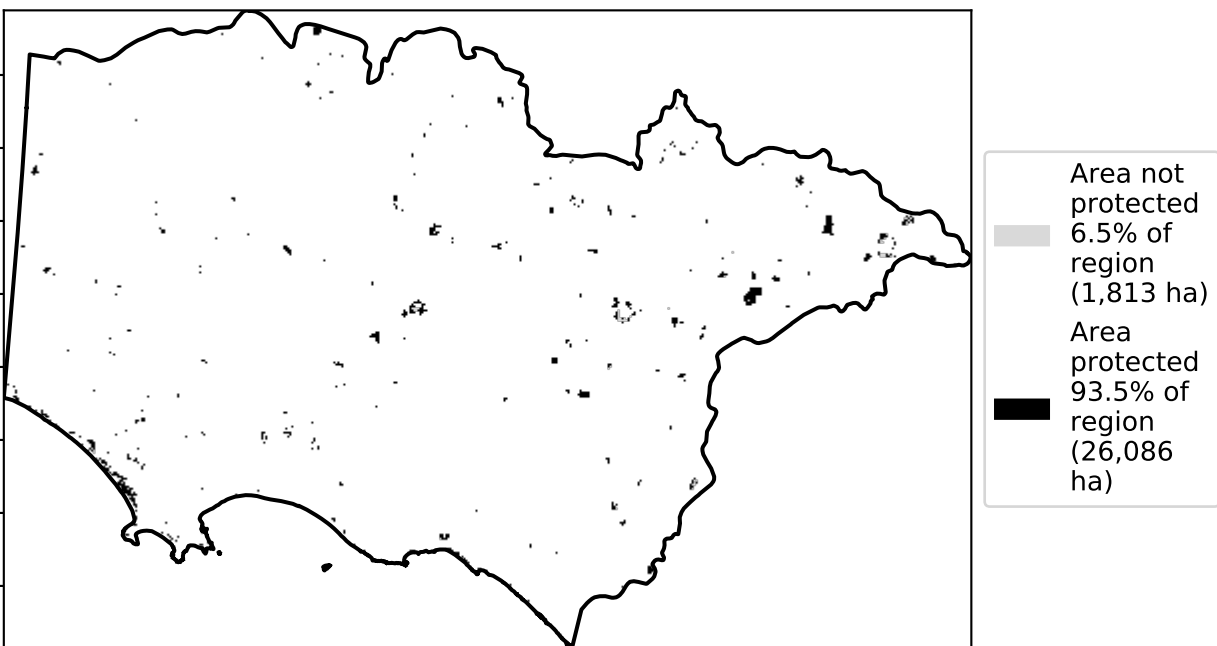 Area not
protected
6.5% of
region
(1,813 ha)
Area
protected
93.5% of
region
(26,086
ha)